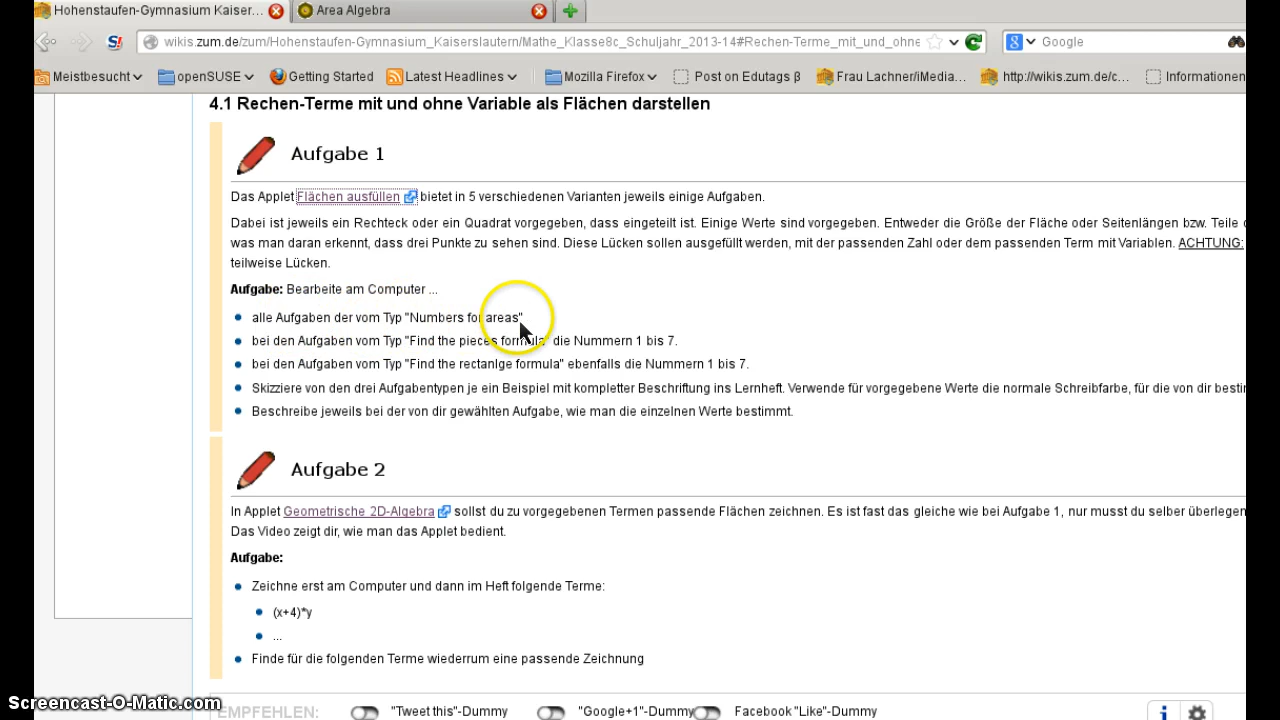 Hohenstaufen-Gymnasium Kaiser... Area Algebra
wikis.zum.de/zum/Hohenstaufen-Gymnasium_Kaiserslautern/Mathe_Klasse8c_Schuljahr_2013-14#Rechen-Terme_mit_und_ohne Google
Meistbesucht openSUSE Getting Started Latest Headlines Mozilla Firefox Post on Edutags β Frau Lachner/iMedia... http://wikis.zum.de/c... Informationen
4.1 Rechen-Terme mit und ohne Variable als Flächen darstellen
Aufgabe 1
Das Applet Flächen ausfüllen bietet in 5 verschiedenen Varianten jeweils einige Aufgaben.
Dabei ist jeweils ein Rechteck oder ein Quadrat vorgegeben, dass eingeteilt ist. Einige Werte sind vorgegeben. Entweder die Größe der Fläche oder Seitenlängen bzw. Teile
was man daran erkennt, dass drei Punkte zu sehen sind. Diese Lücken sollen ausgefüllt werden, mit der passenden Zahl oder dem passenden Term mit Variablen. ACHTUNG:
teilweise Lücken.
Aufgabe: Bearbeite am Computer ...
alle Aufgaben der vom Typ "Numbers for areas"
bei den Aufgaben vom Typ "Find the pieces formula" die Nummern 1 bis 7.
bei den Aufgaben vom Typ "Find the rectanlge formula" ebenfalls die Nummern 1 bis 7.
Skizziere von den drei Aufgabentypen je ein Beispiel mit kompletter Beschriftung ins Lernheft. Verwende für vorgegebene Werte die normale Schreibfarbe, für die von dir besti
Beschreibe jeweils bei der von dir gewählten Aufgabe, wie man die einzelnen Werte bestimmt.
Aufgabe 2
In Applet Geometrische 2D-Algebra sollst du zu vorgegebenen Termen passende Flächen zeichnen. Es ist fast das gleiche wie bei Aufgabe 1, nur musst du selber überlegen
Das Video zeigt dir, wie man das Applet bedient.
Aufgabe:
Zeichne erst am Computer und dann im Heft folgende Terme:
(x+4)*y
...
Finde für die folgenden Terme wiederrum eine passende Zeichnung
EMPFEHLEN: "Tweet this"-Dummy "Google+1"-Dummy Facebook "Like"-Dummy
Screencast-O-Matic.com